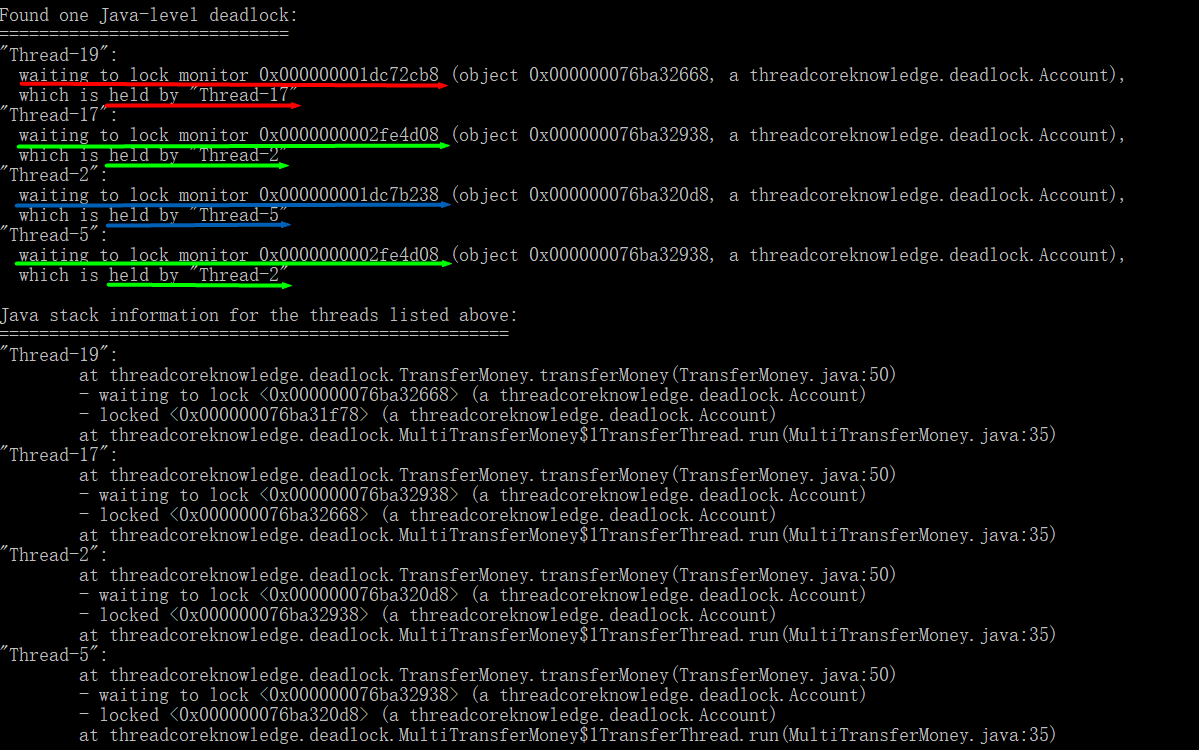 Found one Java-level deadlock:
=============================
"Thread-19":
  waiting to lock monitor 0x000000001dc72cb8 (object 0x000000076ba32668, a threadcoreknowledge.deadlock.Account),
  which is held by "Thread-17"
"Thread-17":
  waiting to lock monitor 0x0000000002fe4d08 (object 0x000000076ba32938, a threadcoreknowledge.deadlock.Account),
  which is held by "Thread-2"
"Thread-2":
  waiting to lock monitor 0x000000001dc7b238 (object 0x000000076ba320d8, a threadcoreknowledge.deadlock.Account),
  which is held by "Thread-5"
"Thread-5":
  waiting to lock monitor 0x0000000002fe4d08 (object 0x000000076ba32938, a threadcoreknowledge.deadlock.Account),
  which is held by "Thread-2"
Java stack information for the threads listed above:
===================================================
"Thread-19":
        at threadcoreknowledge.deadlock.TransferMoney.transferMoney(TransferMoney.java:50)
        - waiting to lock <0x000000076ba32668> (a threadcoreknowledge.deadlock.Account)
        - locked <0x000000076ba31f78> (a threadcoreknowledge.deadlock.Account)
        at threadcoreknowledge.deadlock.MultiTransferMoney$1TransferThread.run(MultiTransferMoney.java:35)
"Thread-17":
        at threadcoreknowledge.deadlock.TransferMoney.transferMoney(TransferMoney.java:50)
        - waiting to lock <0x000000076ba32938> (a threadcoreknowledge.deadlock.Account)
        - locked <0x000000076ba32668> (a threadcoreknowledge.deadlock.Account)
        at threadcoreknowledge.deadlock.MultiTransferMoney$1TransferThread.run(MultiTransferMoney.java:35)
"Thread-2":
        at threadcoreknowledge.deadlock.TransferMoney.transferMoney(TransferMoney.java:50)
        - waiting to lock <0x000000076ba320d8> (a threadcoreknowledge.deadlock.Account)
        - locked <0x000000076ba32938> (a threadcoreknowledge.deadlock.Account)
        at threadcoreknowledge.deadlock.MultiTransferMoney$1TransferThread.run(MultiTransferMoney.java:35)
"Thread-5":
        at threadcoreknowledge.deadlock.TransferMoney.transferMoney(TransferMoney.java:50)
        - waiting to lock <0x000000076ba32938> (a threadcoreknowledge.deadlock.Account)
        - locked <0x000000076ba320d8> (a threadcoreknowledge.deadlock.Account)
        at threadcoreknowledge.deadlock.MultiTransferMoney$1TransferThread.run(MultiTransferMoney.java:35)